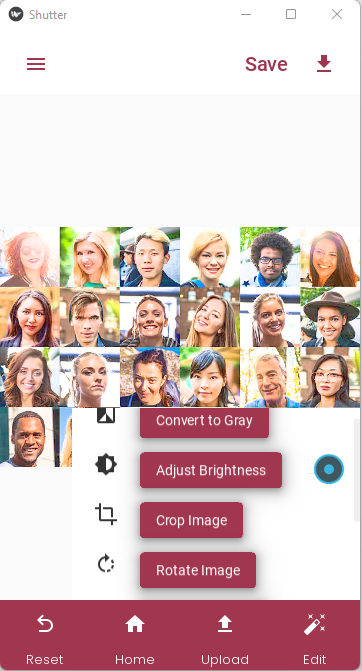 Shutter
Save
Convert to Gray
Adjust Brightness
Crop Image
Rotate Image
Reset
Home
Upload
Edit